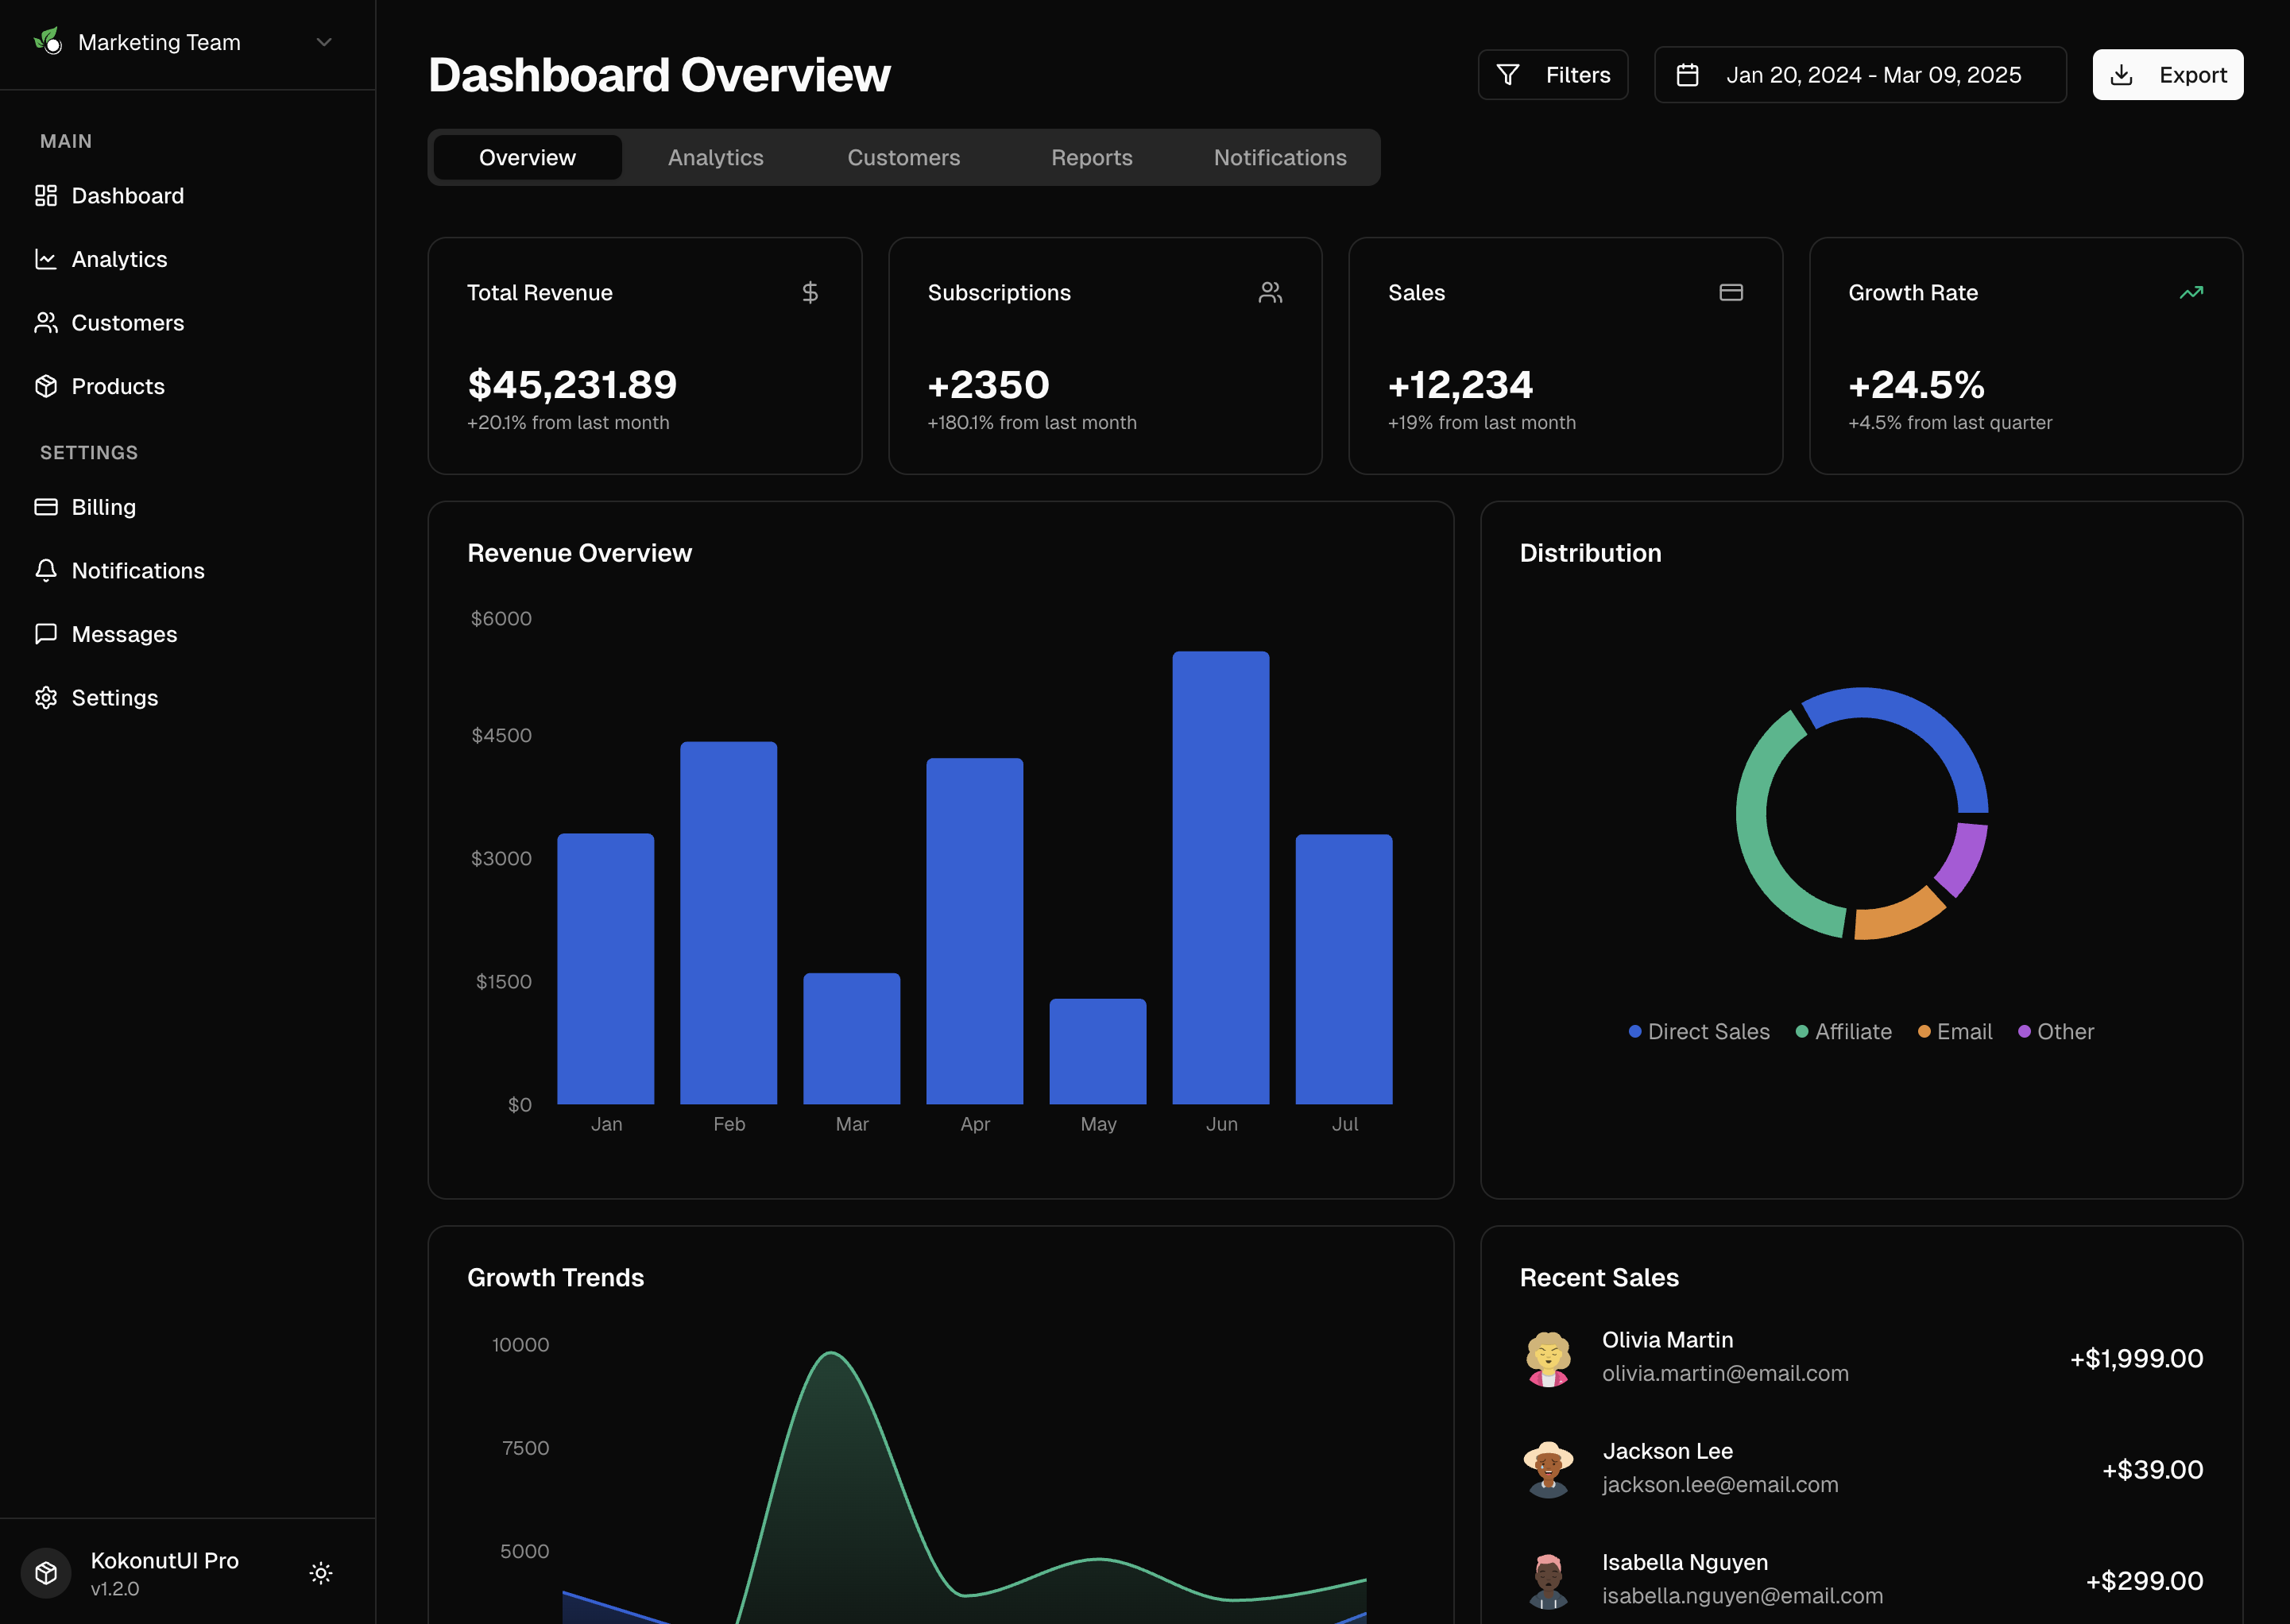 Marketing Team
MAIN
Dashboard
Analytics
Customers
Products
SETTINGS
Billing
Notifications
Messages
Settings
KokonutUI Pro
v1.2.0
Dashboard Overview
Filters
Jan 20, 2024 - Mar 09, 2025
Export
Overview
Analytics
Customers
Reports
Notifications
Total Revenue
$45,231.89
+20.1% from last month
Subscriptions
+2350
+180.1% from last month
Sales
+12,234
+19% from last month
Growth Rate
+24.5%
+4.5% from last quarter
Revenue Overview
$6000
$4500
$3000
$1500
$0
Jan
Feb
Mar
Apr
May
Jun
Jul
Distribution
Direct Sales
Affiliate
Email
Other
Growth Trends
10000
7500
5000
Recent Sales
Olivia Martin
olivia.martin@email.com
+$1,999.00
Jackson Lee
jackson.lee@email.com
+$39.00
Isabella Nguyen
isabella.nguyen@email.com
+$299.00